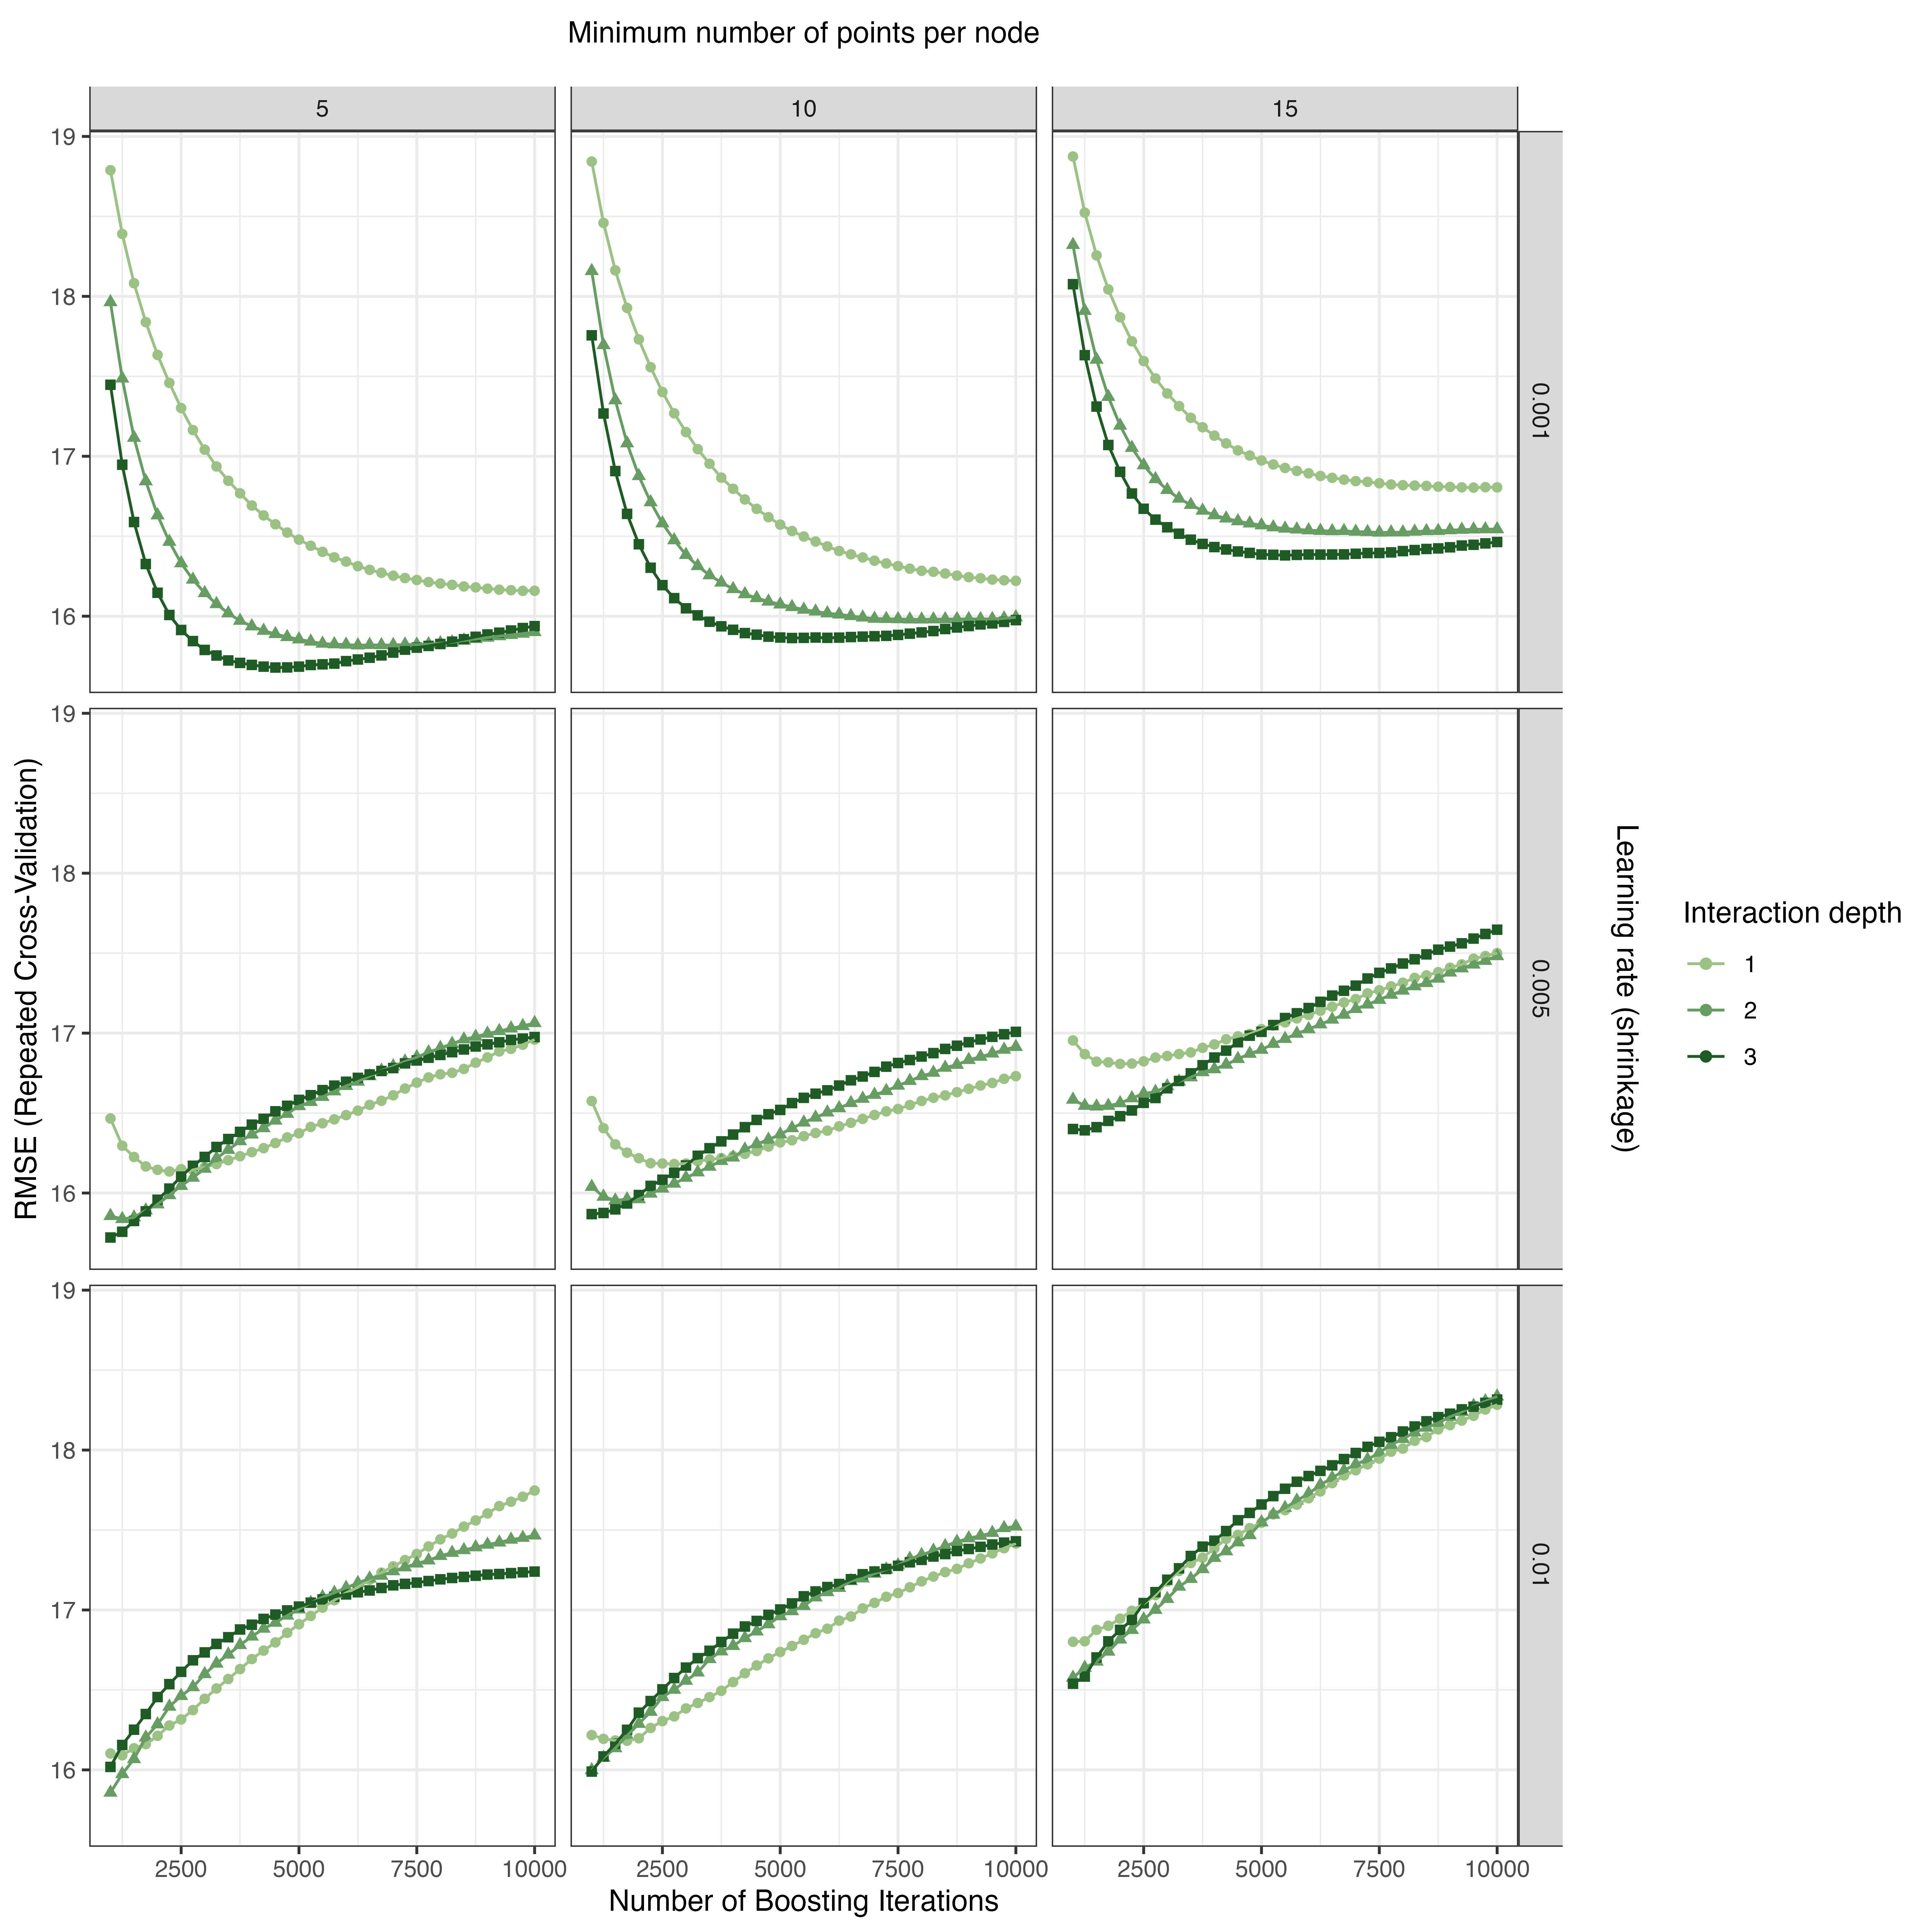 Minimum number of points per node
5 10 15
19
18
17
16
0.001
19
18
17
16
0.005
19
18
17
16
0.01
2500 5000 7500 10000 2500 5000 7500 10000 2500 5000 7500 10000
Number of Boosting Iterations
RMSE (Repeated Cross-Validation)
Learning rate (shrinkage)
Interaction depth
1
2
3